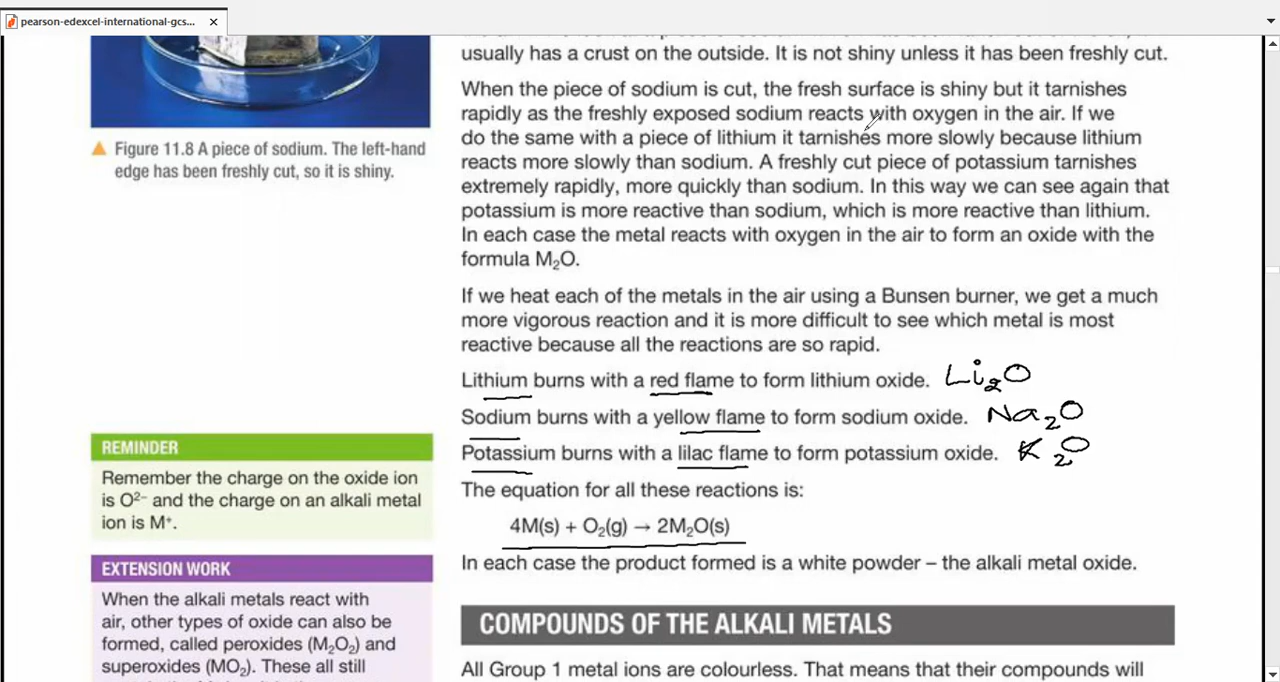 pearson-edexcel-international-gcs...
usually has a crust on the outside. It is not shiny unless it has been freshly cut.
When the piece of sodium is cut, the fresh surface is shiny but it tarnishes
rapidly as the freshly exposed sodium reacts with oxygen in the air. If we
do the same with a piece of lithium it tarnishes more slowly because lithium
reacts more slowly than sodium. A freshly cut piece of potassium tarnishes
extremely rapidly, more quickly than sodium. In this way we can see again that
potassium is more reactive than sodium, which is more reactive than lithium.
In each case the metal reacts with oxygen in the air to form an oxide with the
formula M₂O.
If we heat each of the metals in the air using a Bunsen burner, we get a much
more vigorous reaction and it is more difficult to see which metal is most
reactive because all the reactions are so rapid.
Lithium burns with a red flame to form lithium oxide. Li₂O
Sodium burns with a yellow flame to form sodium oxide. Na₂O
Potassium burns with a lilac flame to form potassium oxide. K₂O
The equation for all these reactions is:
4M(s) + O₂(g) → 2M₂O(s)
In each case the product formed is a white powder – the alkali metal oxide.
COMPOUNDS OF THE ALKALI METALS
All Group 1 metal ions are colourless. That means that their compounds will
Figure 11.8 A piece of sodium. The left-hand
edge has been freshly cut, so it is shiny.
REMINDER
Remember the charge on the oxide ion
is O²⁻ and the charge on an alkali metal
ion is M⁺.
EXTENSION WORK
When the alkali metals react with
air, other types of oxide can also be
formed, called peroxides (M₂O₂) and
superoxides (MO₂). These all still